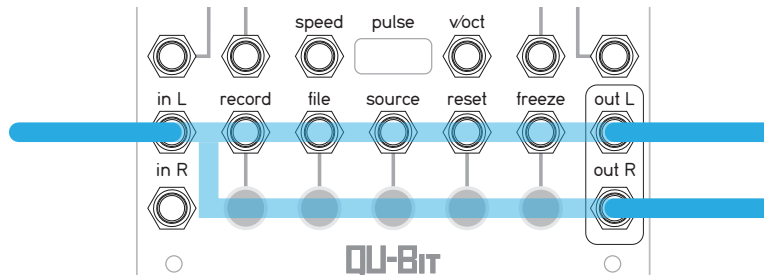 speed pulse v/oct
in L record file source reset freeze out L
in R out R
QU-BIT